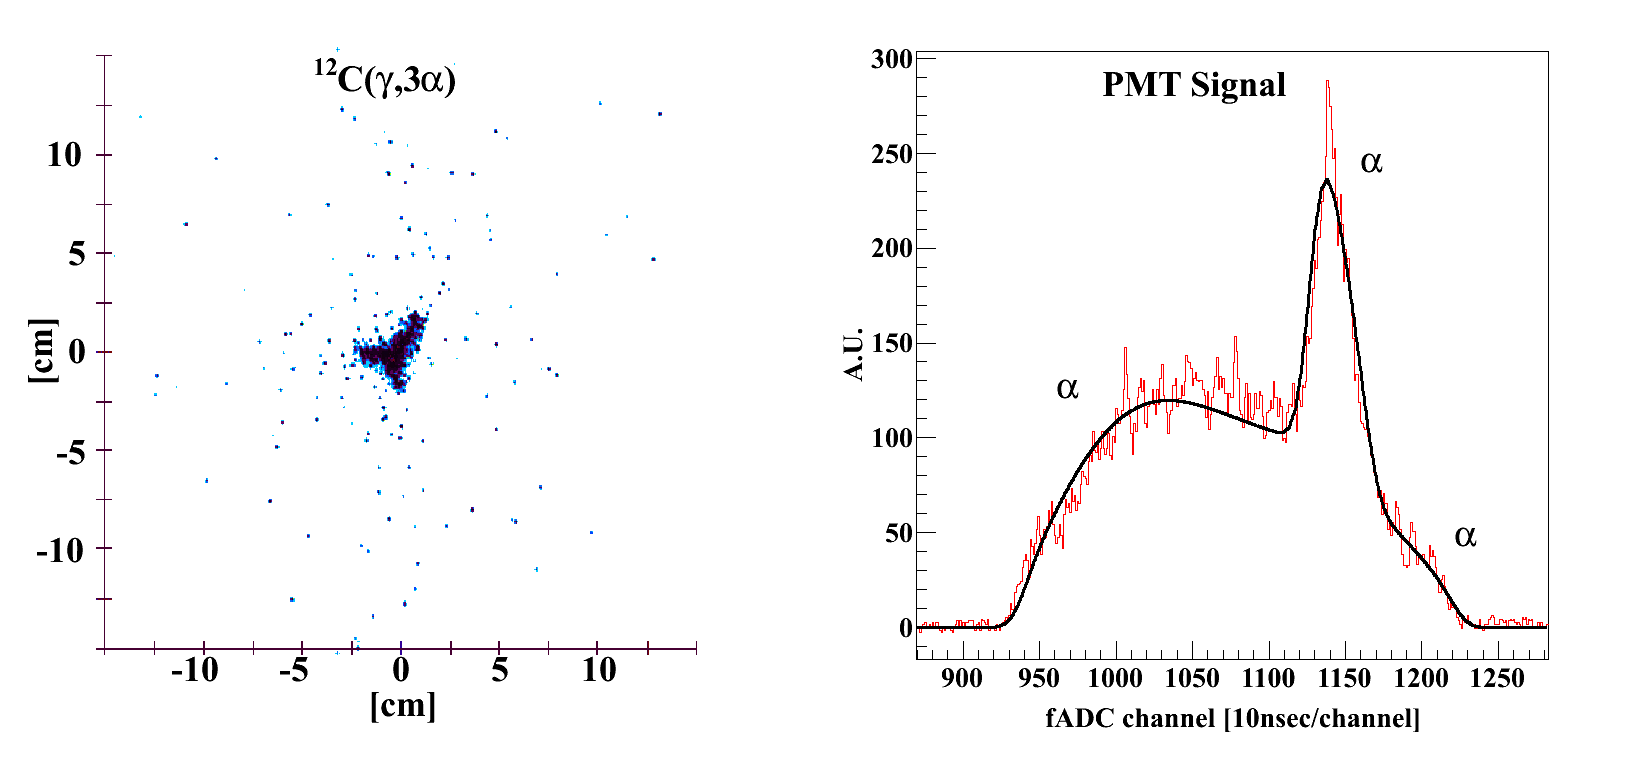 ¹²C(γ,3α)
10
5
0
-5
-10
[cm]
-10 -5 0 5 10
[cm]
PMT Signal
300
250
200
150
100
50
0
A.U.
α
α
α
900 950 1000 1050 1100 1150 1200 1250
fADC channel [10nsec/channel]